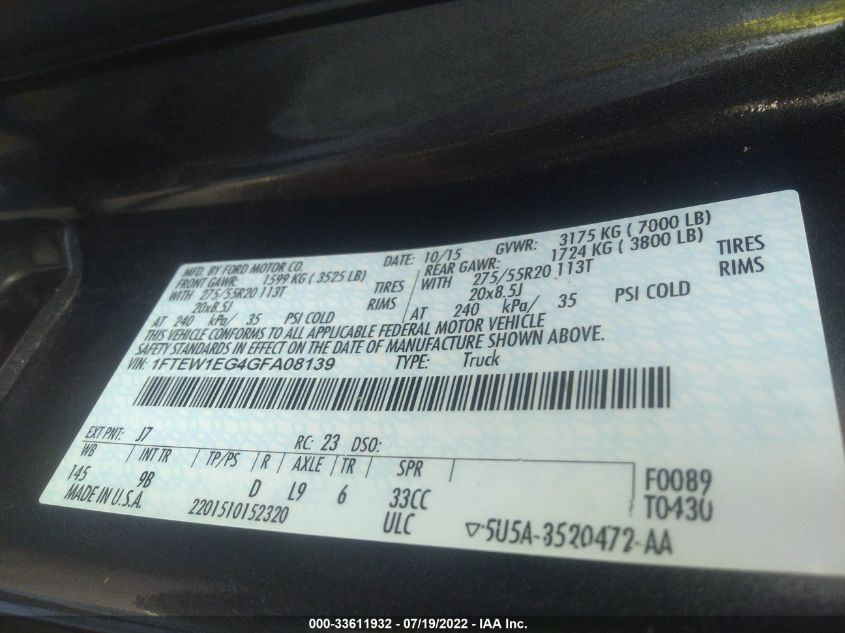 MFD. BY FORD MOTOR CO. DATE: 10/15 GVWR: 3175 KG ( 7000 LB)
FRONT GAWR: 1599 KG ( 3525 LB) REAR GAWR: 1724 KG ( 3800 LB)
WITH 275/55R20 113T TIRES WITH 275/55R20 113T TIRES
20x8.5J RIMS 20x8.5J RIMS
AT 240 kPa/ 35 PSI COLD AT 240 kPa/ 35 PSI COLD
THIS VEHICLE CONFORMS TO ALL APPLICABLE FEDERAL MOTOR VEHICLE
SAFETY STANDARDS IN EFFECT ON THE DATE OF MANUFACTURE SHOWN ABOVE.
VIN: 1FTEW1EG4GFA08139 TYPE: Truck
EXT PNT: J7 RC: 23 DSO:
WB INT TR TP/PS R AXLE TR SPR F0089
145 9B D L9 6 33CC T0430
MADE IN U.S.A. 2201510152320 ULC ▽5U5A-3520472-AA
000-33611932 - 07/19/2022 - IAA Inc.